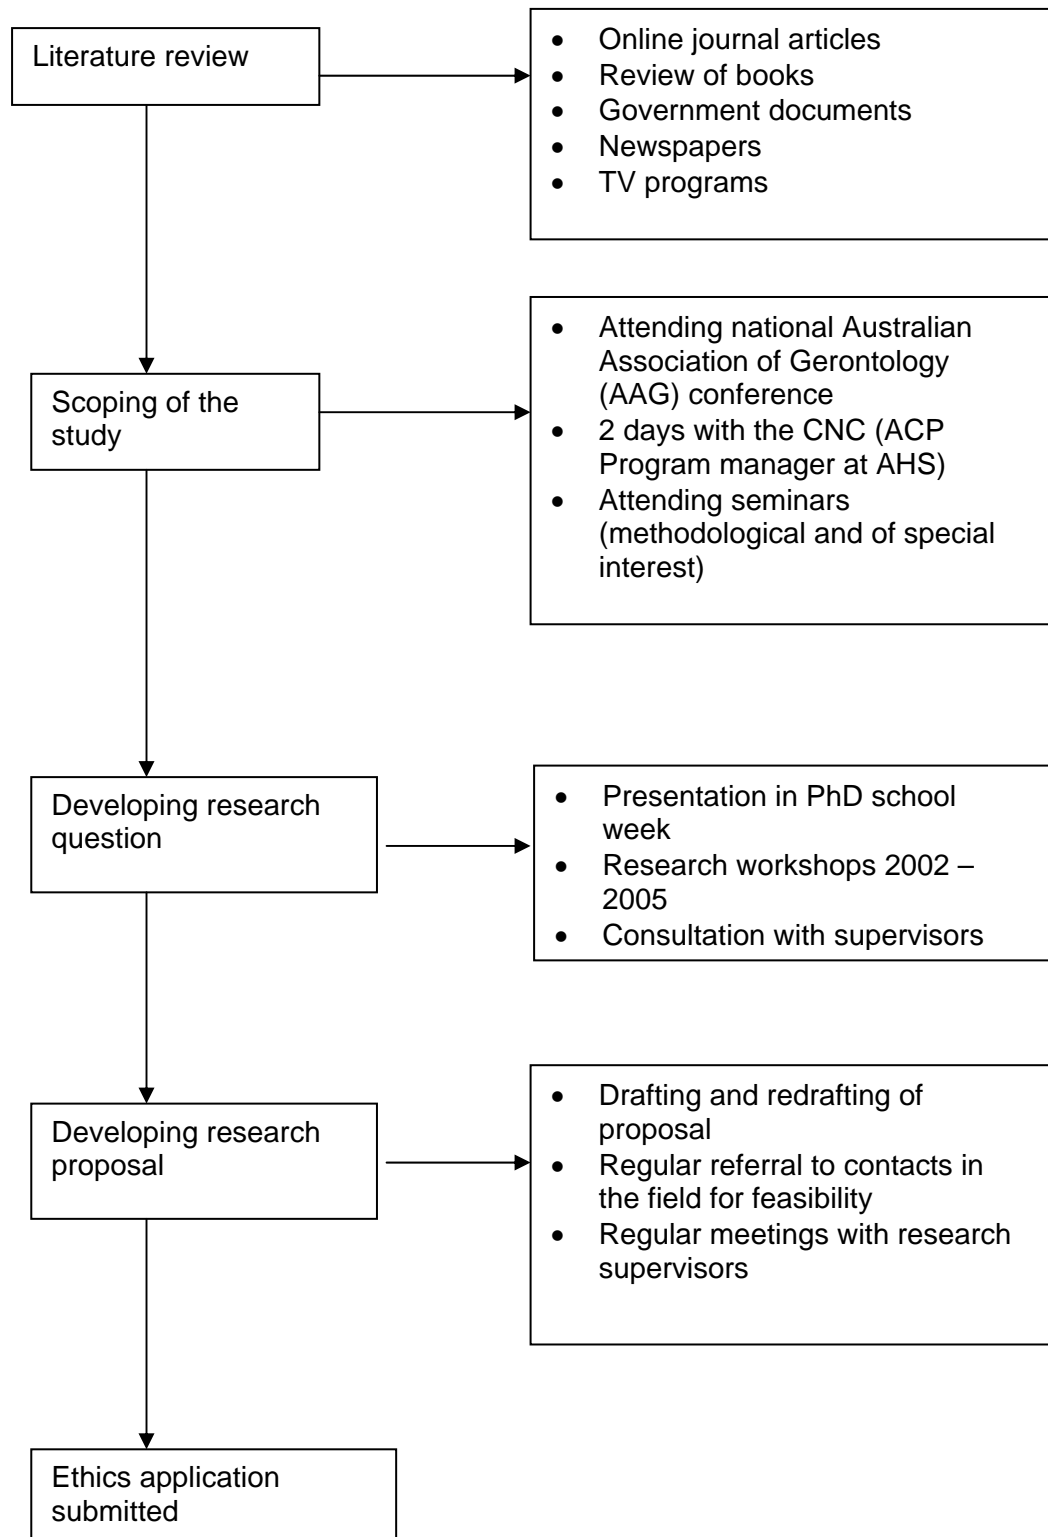 Literature review
• Online journal articles
• Review of books
• Government documents
• Newspapers
• TV programs
Scoping of the
study
• Attending national Australian
Association of Gerontology
(AAG) conference
• 2 days with the CNC (ACP
Program manager at AHS)
• Attending seminars
(methodological and of special
interest)
Developing research
question
• Presentation in PhD school
week
• Research workshops 2002 –
2005
• Consultation with supervisors
Developing research
proposal
• Drafting and redrafting of
proposal
• Regular referral to contacts in
the field for feasibility
• Regular meetings with research
supervisors
Ethics application
submitted